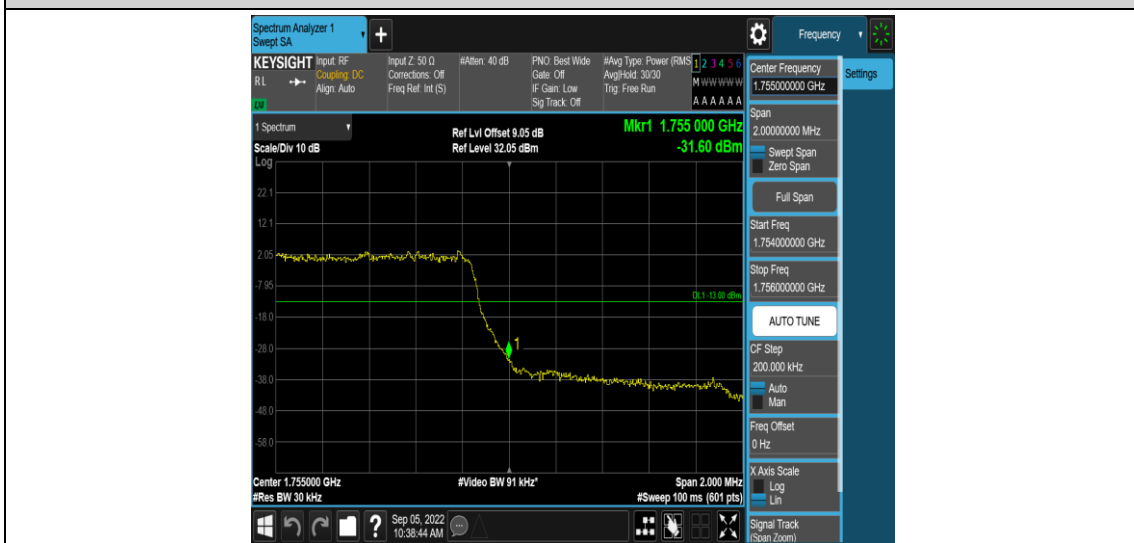 Spectrum Analyzer 1
Swept SA
+
Frequency
KEYSIGHT
RL
LXI
Input: RF
Coupling: DC
Align: Auto
Input Z: 50 Ω
Corrections: Off
Freq Ref: Int (S)
#Atten: 40 dB
PNO: Best Wide
Gate: Off
IF Gain: Low
Sig Track: Off
#Avg Type: Power (RMS
Avg|Hold: 30/30
Trig: Free Run
1 2 3 4 5 6
M W W W W W
A A A A A A
Center Frequency
1.755000000 GHz
Settings
Span
2.00000000 MHz
Swept Span
Zero Span
Full Span
Start Freq
1.754000000 GHz
Stop Freq
1.756000000 GHz
AUTO TUNE
CF Step
200.000 kHz
Auto
Man
Freq Offset
0 Hz
X Axis Scale
Log
Lin
Signal Track
(Span Zoom)
1 Spectrum
Scale/Div 10 dB
Log
Ref Lvl Offset 9.05 dB
Ref Level 32.05 dBm
Mkr1 1.755 000 GHz
-31.60 dBm
22.1
12.1
2.05
-7.95
-18.0
-28.0
-38.0
-48.0
-58.0
DL1 -13.00 dBm
1
Center 1.755000 GHz
#Res BW 30 kHz
#Video BW 91 kHz*
Span 2.000 MHz
#Sweep 100 ms (601 pts)
?
Sep 05, 2022
10:38:44 AM